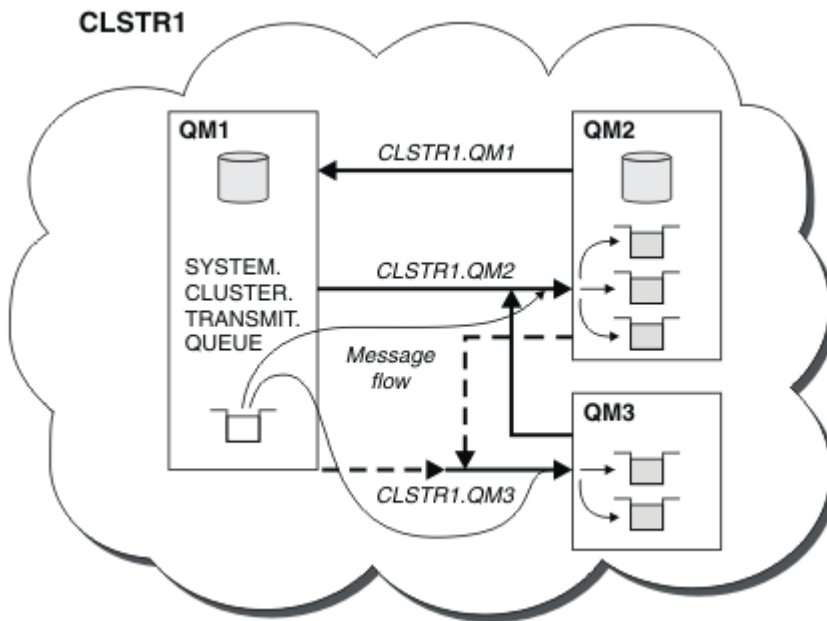 CLSTR1
QM1
QM2
CLSTR1.QM1
SYSTEM.
CLUSTER.
TRANSMIT.
QUEUE
CLSTR1.QM2
Message
flow
QM3
CLSTR1.QM3